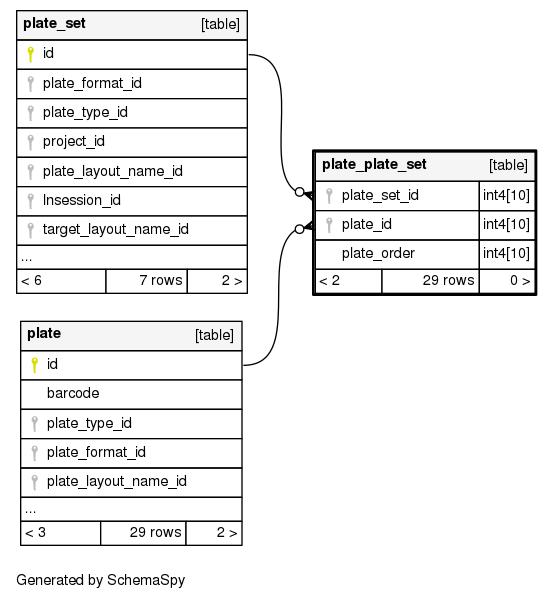 plate_set [table]
id
plate_format_id
plate_type_id
project_id
plate_layout_name_id
lnsession_id
target_layout_name_id
...
< 6 7 rows 2 >
plate_plate_set [table]
plate_set_id int4[10]
plate_id int4[10]
plate_order int4[10]
< 2 29 rows 0 >
plate [table]
id
barcode
plate_type_id
plate_format_id
plate_layout_name_id
...
< 3 29 rows 2 >
Generated by SchemaSpy